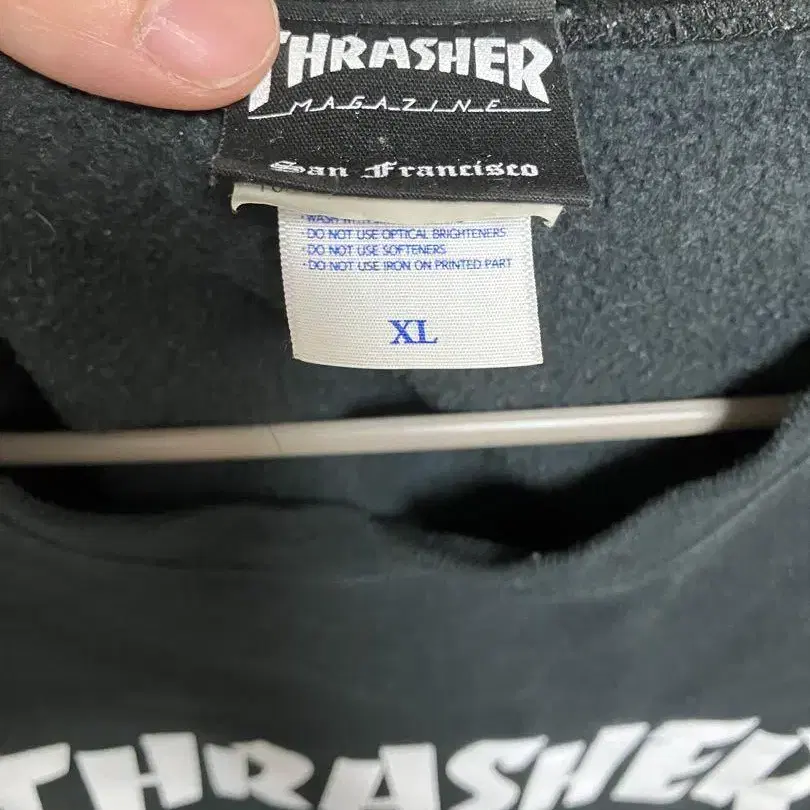 THRASHER
MAGAZINE
San Francisco
·DO NOT USE OPTICAL BRIGHTENERS
·DO NOT USE SOFTENERS
·DO NOT USE IRON ON PRINTED PART
XL
THRASHER